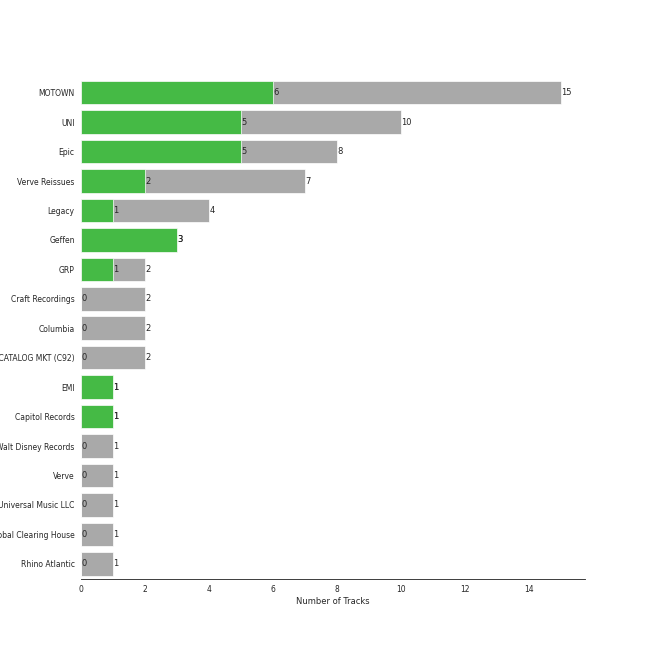 MOTOWN 6 15
UNI 5 10
Epic 5 8
Verve Reissues 2 7
Legacy 1 4
Geffen 3
GRP 1 2
Craft Recordings 0 2
Columbia 0 2
CATALOG MKT (C92) 0 2
EMI 1
Capitol Records 1
Walt Disney Records 0 1
Verve 0 1
Universal Music LLC 0 1
Clearing House 0 1
Rhino Atlantic 0 1
0 2 4 6 8 10 12 14
Number of Tracks